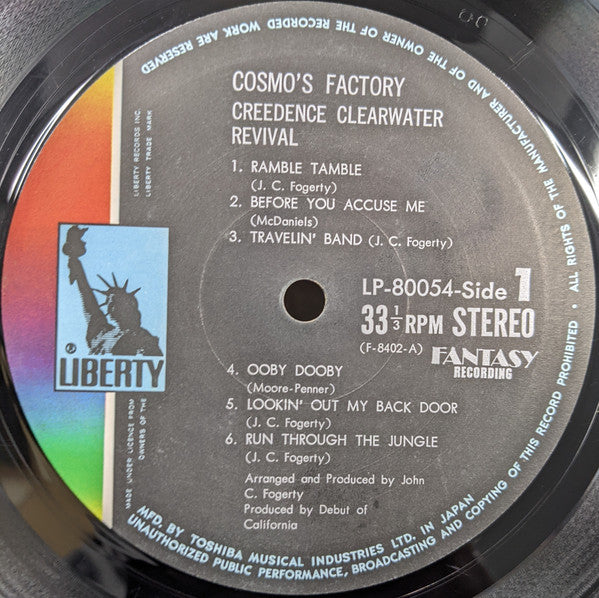 COSMO'S FACTORY
CREEDENCE CLEARWATER
REVIVAL
1. RAMBLE TAMBLE
(J. C. Fogerty)
2. BEFORE YOU ACCUSE ME
(McDaniels)
3. TRAVELIN' BAND (J. C. Fogerty)
LP-80054-Side 1
33 1/3 RPM STEREO
(F-8402-A) FANTASY
RECORDING
4. OOBY DOOBY
(Moore-Penner)
5. LOOKIN' OUT MY BACK DOOR
(J. C. Fogerty)
6. RUN THROUGH THE JUNGLE
(J. C. Fogerty)
Arranged and Produced by John
C. Fogerty
Produced by Debut of
California
LIBERTY RECORDS INC.
LIBERTY TRADE MARK
℗
LIBERTY
MADE UNDER LICENCE FROM
OWNERS OF THE
MFD. BY TOSHIBA MUSICAL INDUSTRIES LTD. IN JAPAN
• ALL RIGHTS OF THE MANUFACTURER AND OF THE OWNER OF THE RECORDED WORK ARE RESERVED
UNAUTHORIZED PUBLIC PERFORMANCE, BROADCASTING AND COPYING OF THIS RECORD PROHIBITED •